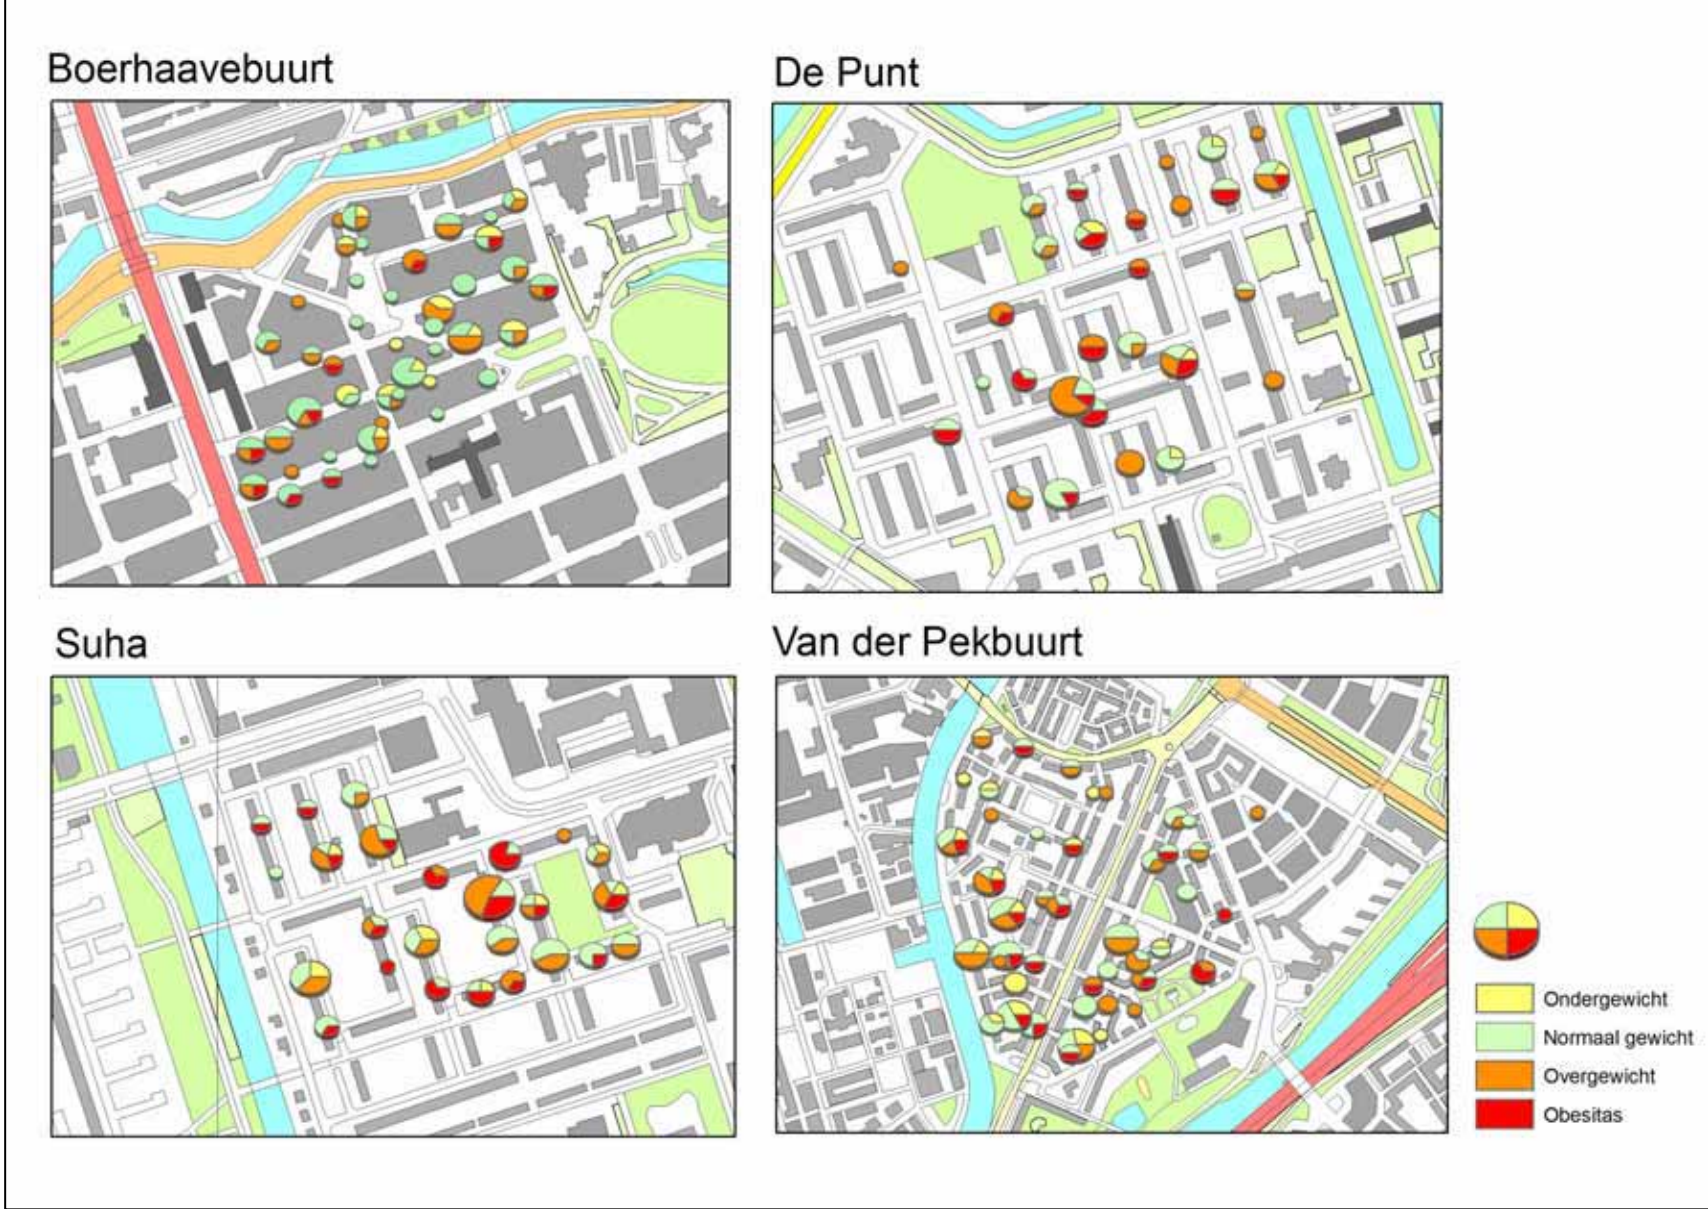 Boerhaavebuurt
De Punt
Suha
Van der Pekbuurt
Ondergewicht
Normaal gewicht
Overgewicht
Obesitas